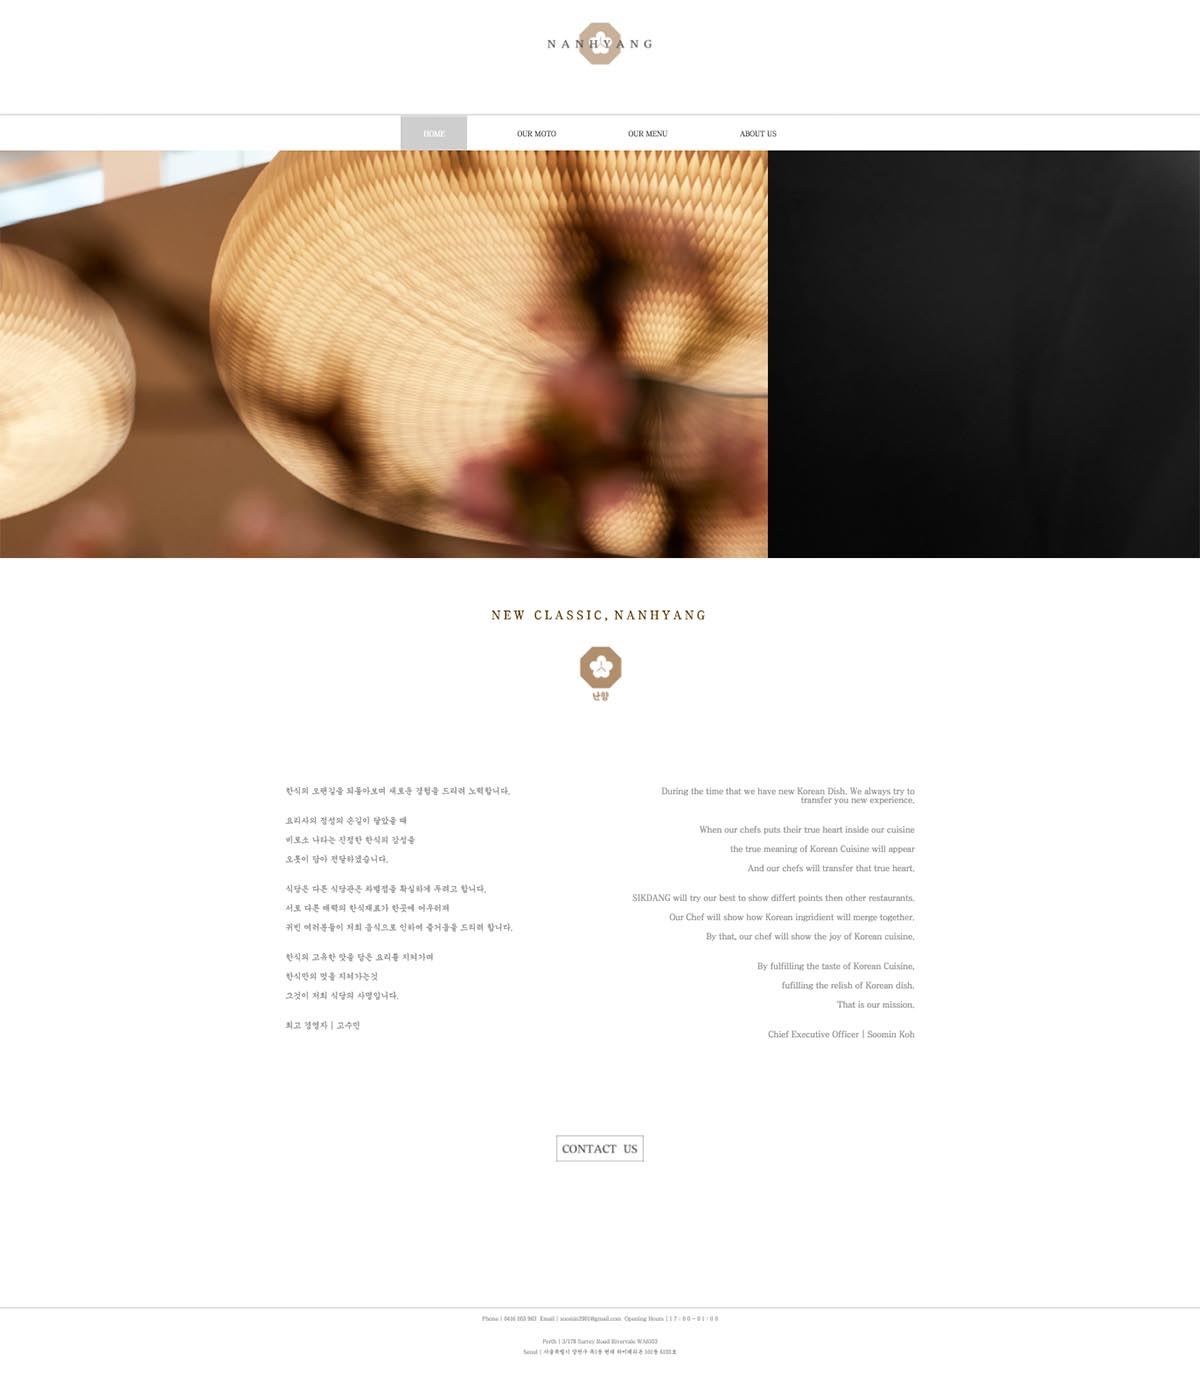 NANHYANG
HOME
OUR MOTO
OUR MENU
ABOUT US
NEW CLASSIC, NANHYANG
난향
한식의 오랜길을 되돌아보며 새로운 경험을 드리려 노력합니다.
요리사의 정성의 손길이 닿았을 때
비로소 나타는 진정한 한식의 감성을
오롯이 담아 전달하겠습니다.
식당은 다른 식당관은 차별점을 확실하게 두려고 합니다.
서로 다른 매력의 한식재료가 한곳에 어우러져
귀빈 여러분들이 저희 음식으로 인하여 즐거움을 드리려 합니다.
한식의 고유한 맛을 담은 요리를 지켜가며
한식만의 멋을 지켜가는것
그것이 저희 식당의 사명입니다.
최고 경영자 | 고수민
During the time that we have new Korean Dish. We always try to
transfer you new experience.
When our chefs puts their true heart inside our cuisine
the true meaning of Korean Cuisine will appear
And our chefs will transfer that true heart.
SIKDANG will try our best to show differt points then other restaurants.
Our Chef will show how Korean ingridient will merge together.
By that, our chef will show the joy of Korean cuisine.
By fulfilling the taste of Korean Cuisine,
fufilling the relish of Korean dish.
That is our mission.
Chief Executive Officer | Soomin Koh
CONTACT US
Phone | 0416 053 963 Email | soomin2901@gmail.com Opening Hours | 17:00-01:00
Perth | 3/178 Surrey Road Rivervale WA6103
Seoul | 서울특별시 양천구 목1동 현대 하이페리온 101동